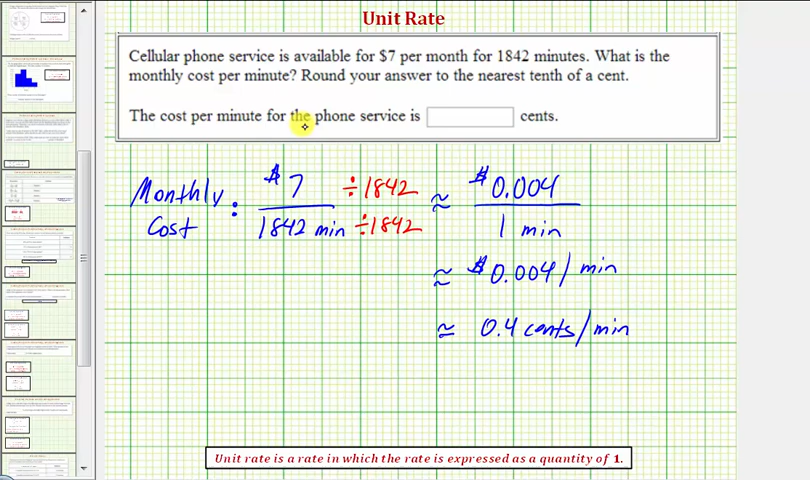 Unit Rate
Cellular phone service is available for $7 per month for 1842 minutes. What is the
monthly cost per minute? Round your answer to the nearest tenth of a cent.
The cost per minute for the phone service is cents.
Monthly Cost : $7 / 1842 min ÷1842 ÷1842 ≅ $0.004 / 1 min
≅ $0.004/min
≅ 0.4 cents/min
Unit rate is a rate in which the rate is expressed as a quantity of 1.